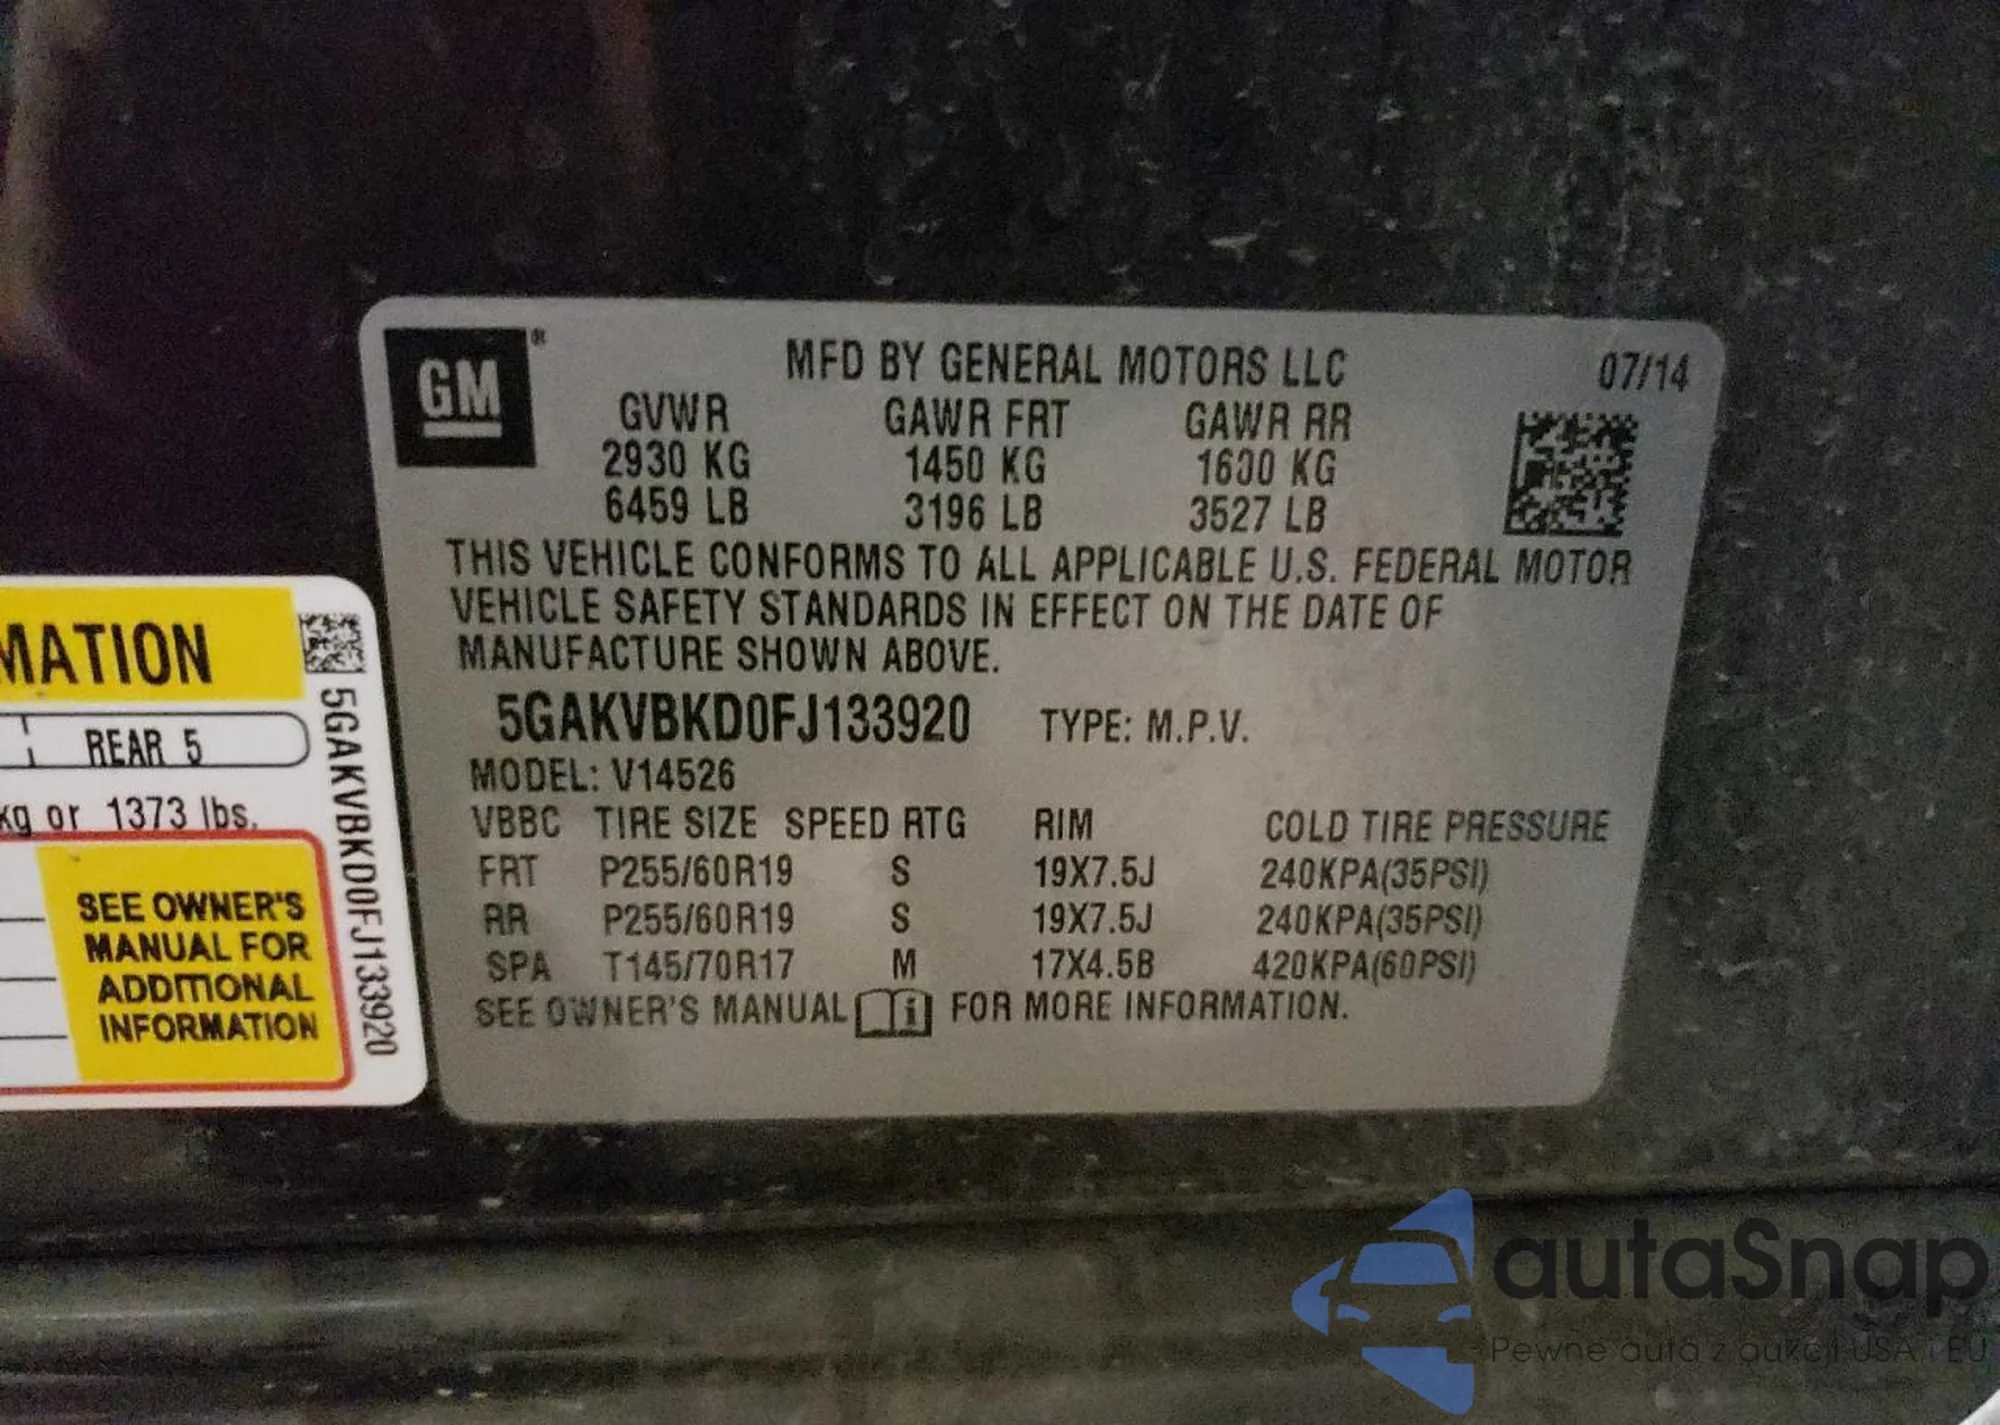 GM ®
MFD BY GENERAL MOTORS LLC 07/14
GVWR GAWR FRT GAWR RR
2930 KG 1450 KG 1600 KG
6459 LB 3196 LB 3527 LB
THIS VEHICLE CONFORMS TO ALL APPLICABLE U.S. FEDERAL MOTOR
VEHICLE SAFETY STANDARDS IN EFFECT ON THE DATE OF
MANUFACTURE SHOWN ABOVE.
5GAKVBKD0FJ133920 TYPE: M.P.V.
MODEL: V14526
VBBC TIRE SIZE SPEED RTG RIM COLD TIRE PRESSURE
FRT P255/60R19 S 19X7.5J 240KPA(35PSI)
RR P255/60R19 S 19X7.5J 240KPA(35PSI)
SPA T145/70R17 M 17X4.5B 420KPA(60PSI)
SEE OWNER'S MANUAL i FOR MORE INFORMATION.
MATION
REAR 5
kg or 1373 lbs.
SEE OWNER'S
MANUAL FOR
ADDITIONAL
INFORMATION
5GAKVBKD0FJ133920
autaSnap
Pewne auta z aukcji USA i EU